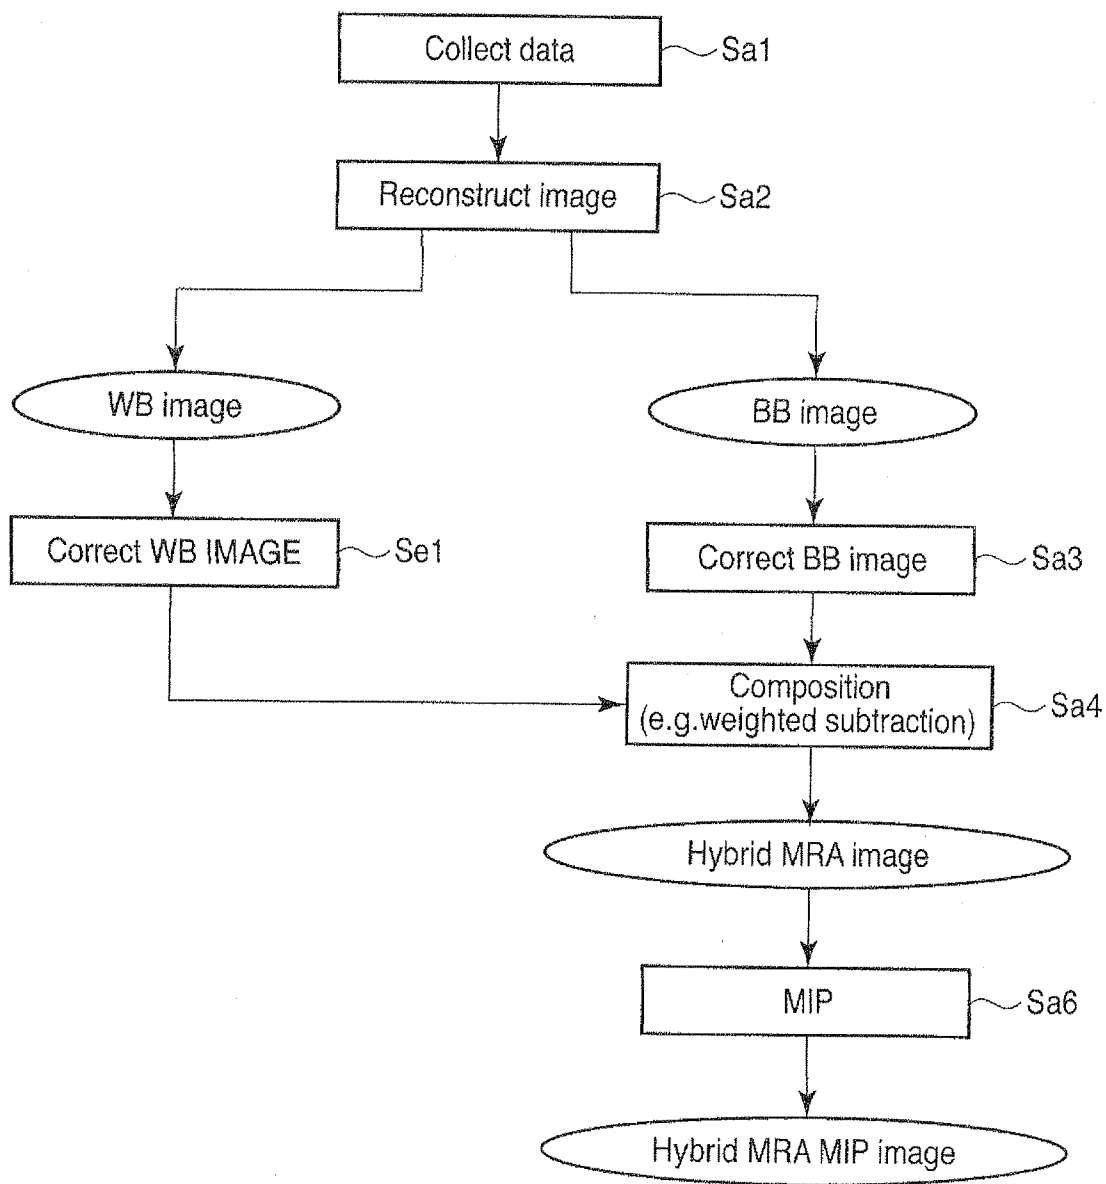 Collect data
Sa1
Reconstruct image
Sa2
WB image
BB image
Correct WB IMAGE
Se1
Correct BB image
Sa3
Composition
(e.g.weighted subtraction)
Sa4
Hybrid MRA image
MIP
Sa6
Hybrid MRA MIP image